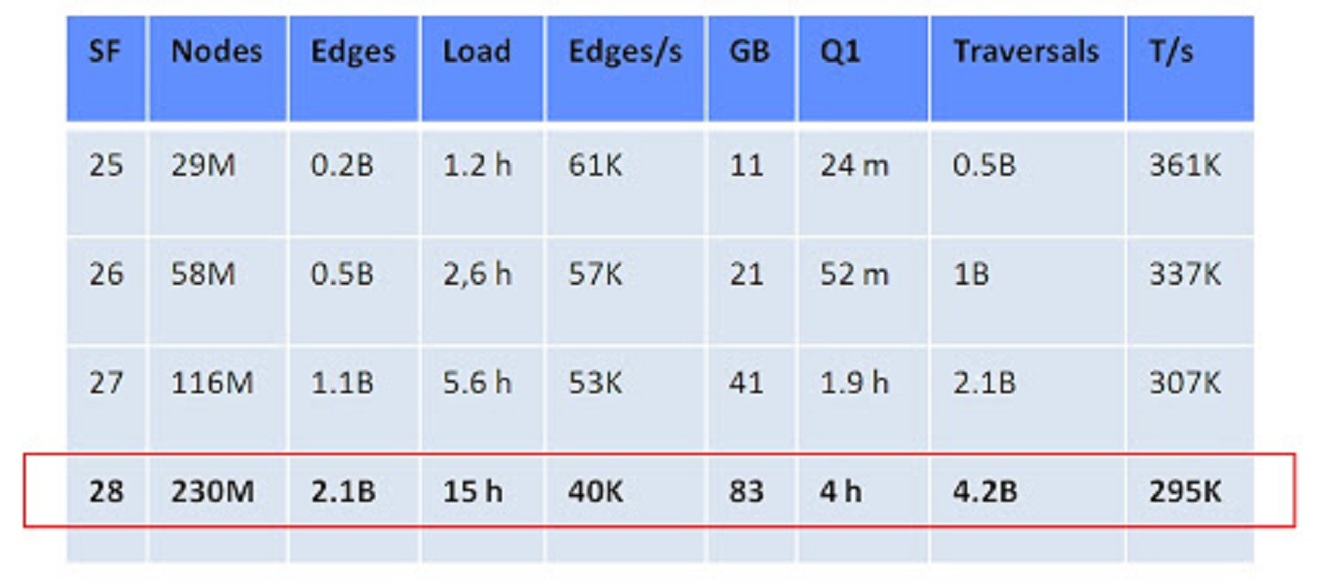 SF Nodes Edges Load Edges/s GB Q1 Traversals T/s
25 29M 0.2B 1.2 h 61K 11 24 m 0.5B 361K
26 58M 0.5B 2,6 h 57K 21 52 m 1B 337K
27 116M 1.1B 5.6 h 53K 41 1.9 h 2.1B 307K
28 230M 2.1B 15 h 40K 83 4 h 4.2B 295K